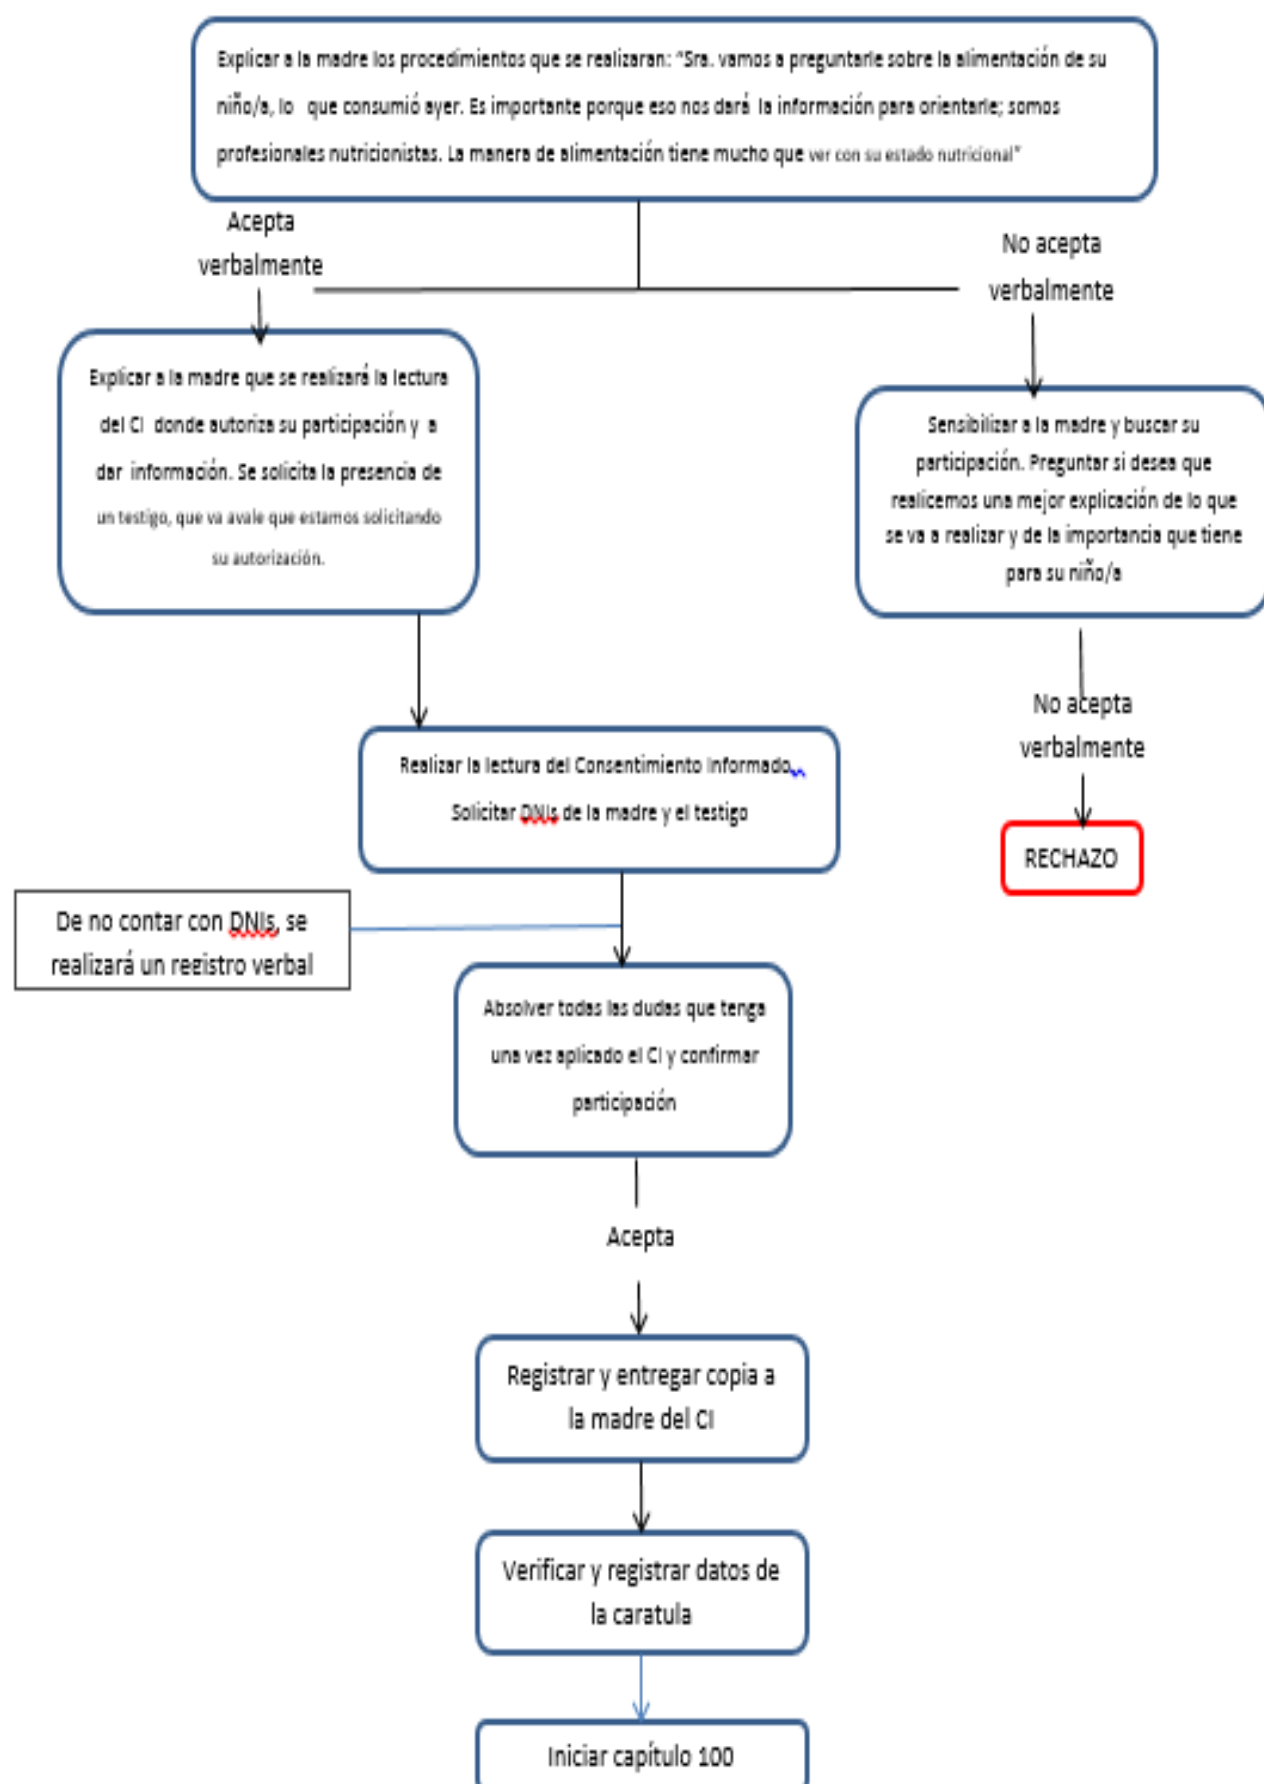 Explicar a la madre los procedimientos que se realizaran: “Sra. vamos a preguntarle sobre la alimentación de su
niño/a, lo que consumió ayer. Es importante porque eso nos dará la información para orientarle; somos
profesionales nutricionistas. La manera de alimentación tiene mucho que ver con su estado nutricional”
Acepta
verbalmente
No acepta
verbalmente
Explicar a la madre que se realizará la lectura
del CI donde autoriza su participación y a
dar información. Se solicita la presencia de
un testigo, que va avale que estamos solicitando
su autorización.
Sensibilizar a la madre y buscar su
participación. Preguntar si desea que
realicemos una mejor explicación de lo que
se va a realizar y de la importancia que tiene
para su niño/a
No acepta
verbalmente
RECHAZO
Realizar la lectura del Consentimiento Informado.
Solicitar DNIs de la madre y el testigo
De no contar con DNIs, se
realizará un registro verbal
Absolver todas las dudas que tenga
una vez aplicado el CI y confirmar
participación
Acepta
Registrar y entregar copia a
la madre del CI
Verificar y registrar datos de
la caratula
Iniciar capítulo 100